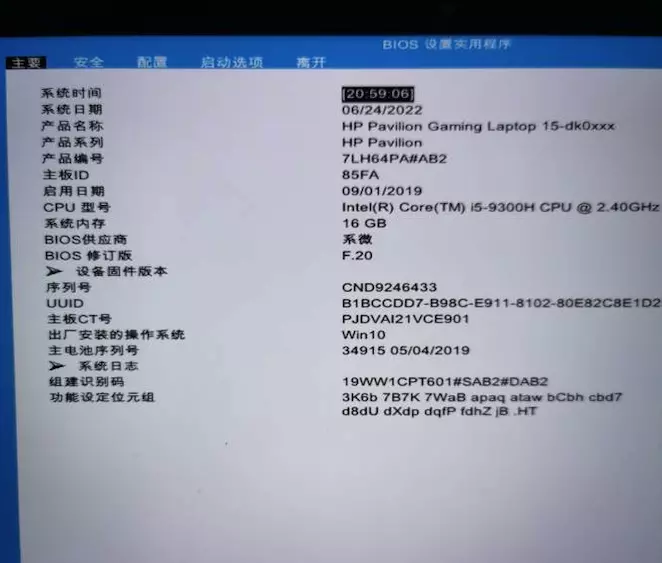 BIOS 设置实用程序
主要 安全 配置 启动选项 离开
系统时间 [20:59:06]
系统日期 06/24/2022
产品名称 HP Pavilion Gaming Laptop 15-dk0xxx
产品系列 HP Pavilion
产品编号 7LH64PA#AB2
主板ID 85FA
启用日期 09/01/2019
CPU 型号 Intel(R) Core(TM) i5-9300H CPU @ 2.40GHz
系统内存 16 GB
BIOS供应商 系微
BIOS 修订版 F.20
➤ 设备固件版本
序列号 CND9246433
UUID B1BCCDD7-B98C-E911-8102-80E82C8E1D2
主板CT号 PJDVAI21VCE901
出厂安装的操作系统 Win10
主电池序列号 34915 05/04/2019
➤ 系统日志
组建识别码 19WW1CPT601#SAB2#DAB2
功能设定位元组 3K6b 7B7K 7WaB apaq ataw bCbh cbd7
d8dU dXdp dqfP fdhZ jB .HT